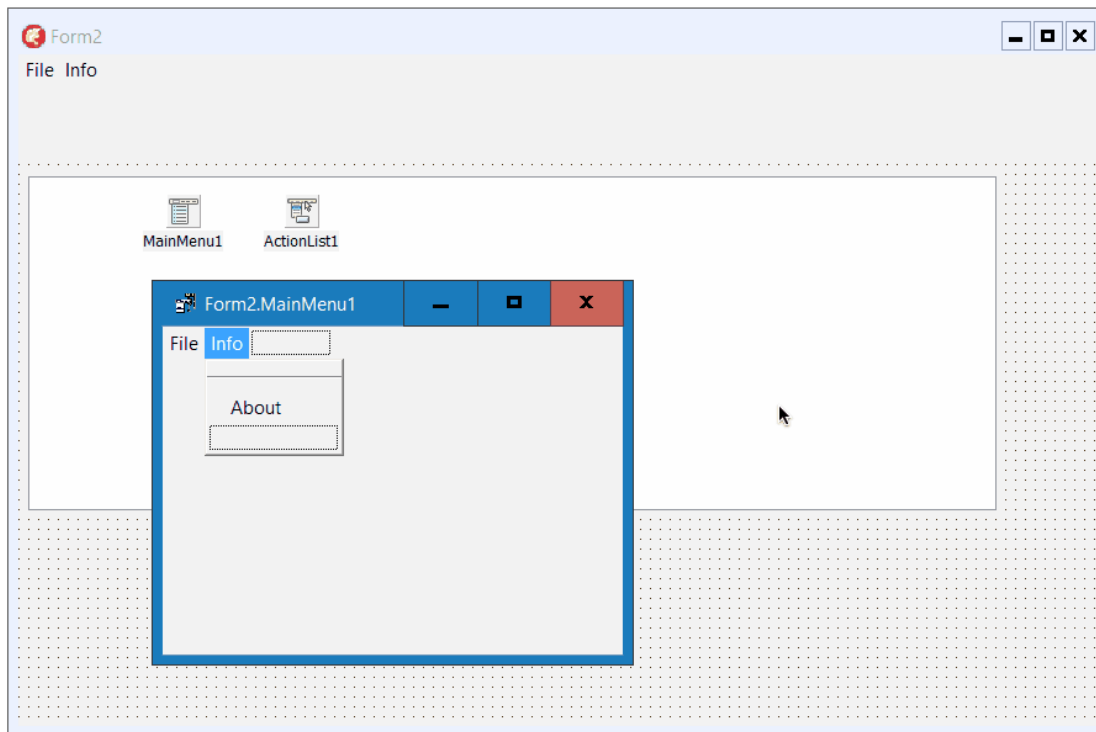 Form2
File Info
MainMenu1 ActionList1
Form2.MainMenu1
File Info
About